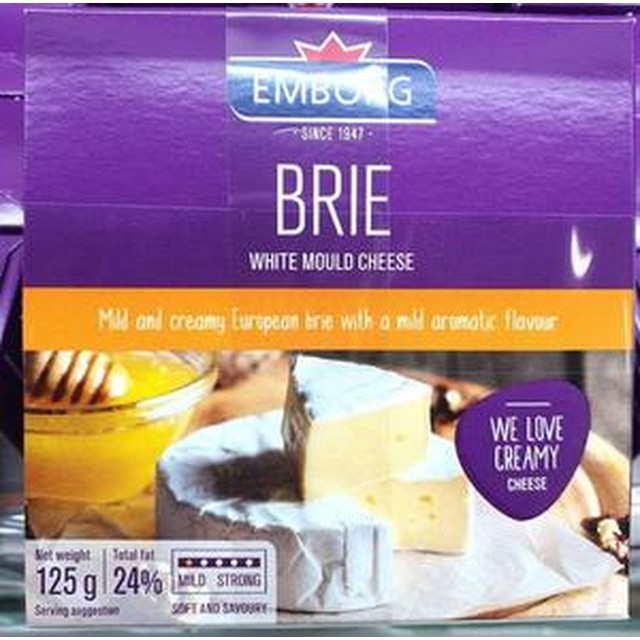 EMBORG
· SINCE 1947 ·
BRIE
WHITE MOULD CHEESE
Mild and creamy European brie with a mild aromatic flavour
WE LOVE
CREAMY
CHEESE
Net weight
125 g
Total fat
24%
MILD STRONG
SOFT AND SAVOURY
Serving suggestion